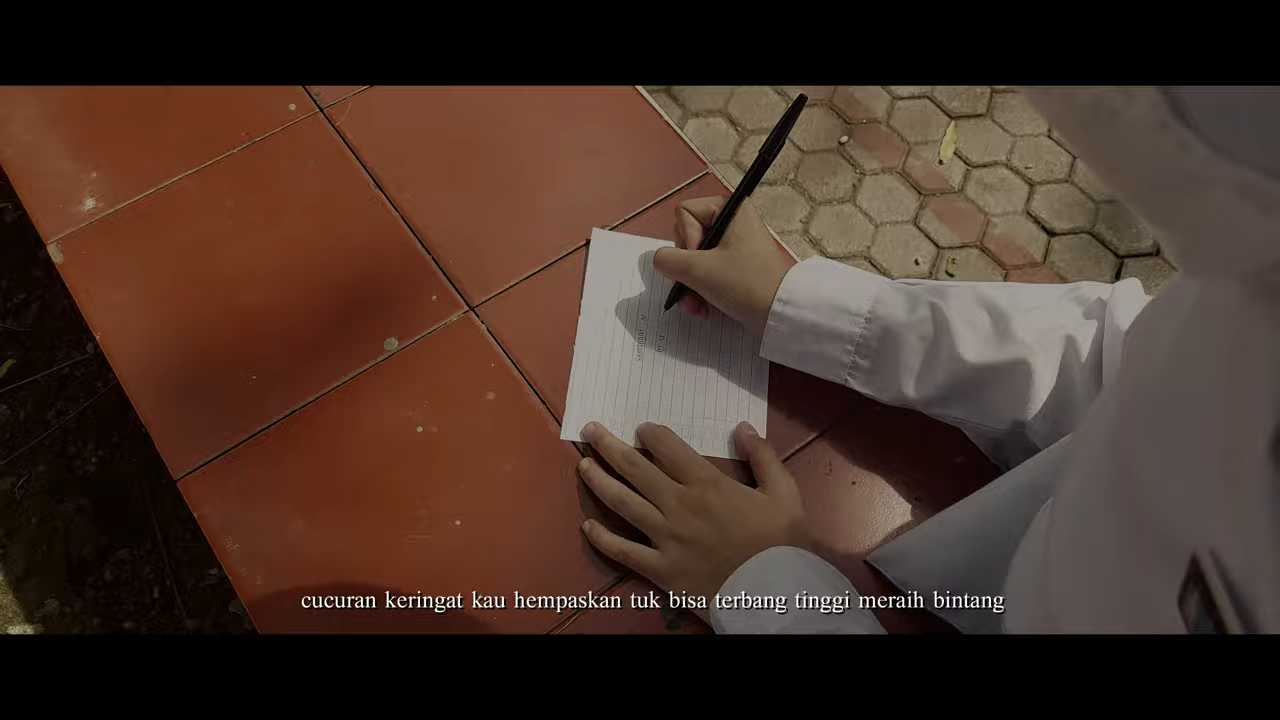 cucuran keringat kau hempaskan tuk bisa terbang tinggi meraih bintang